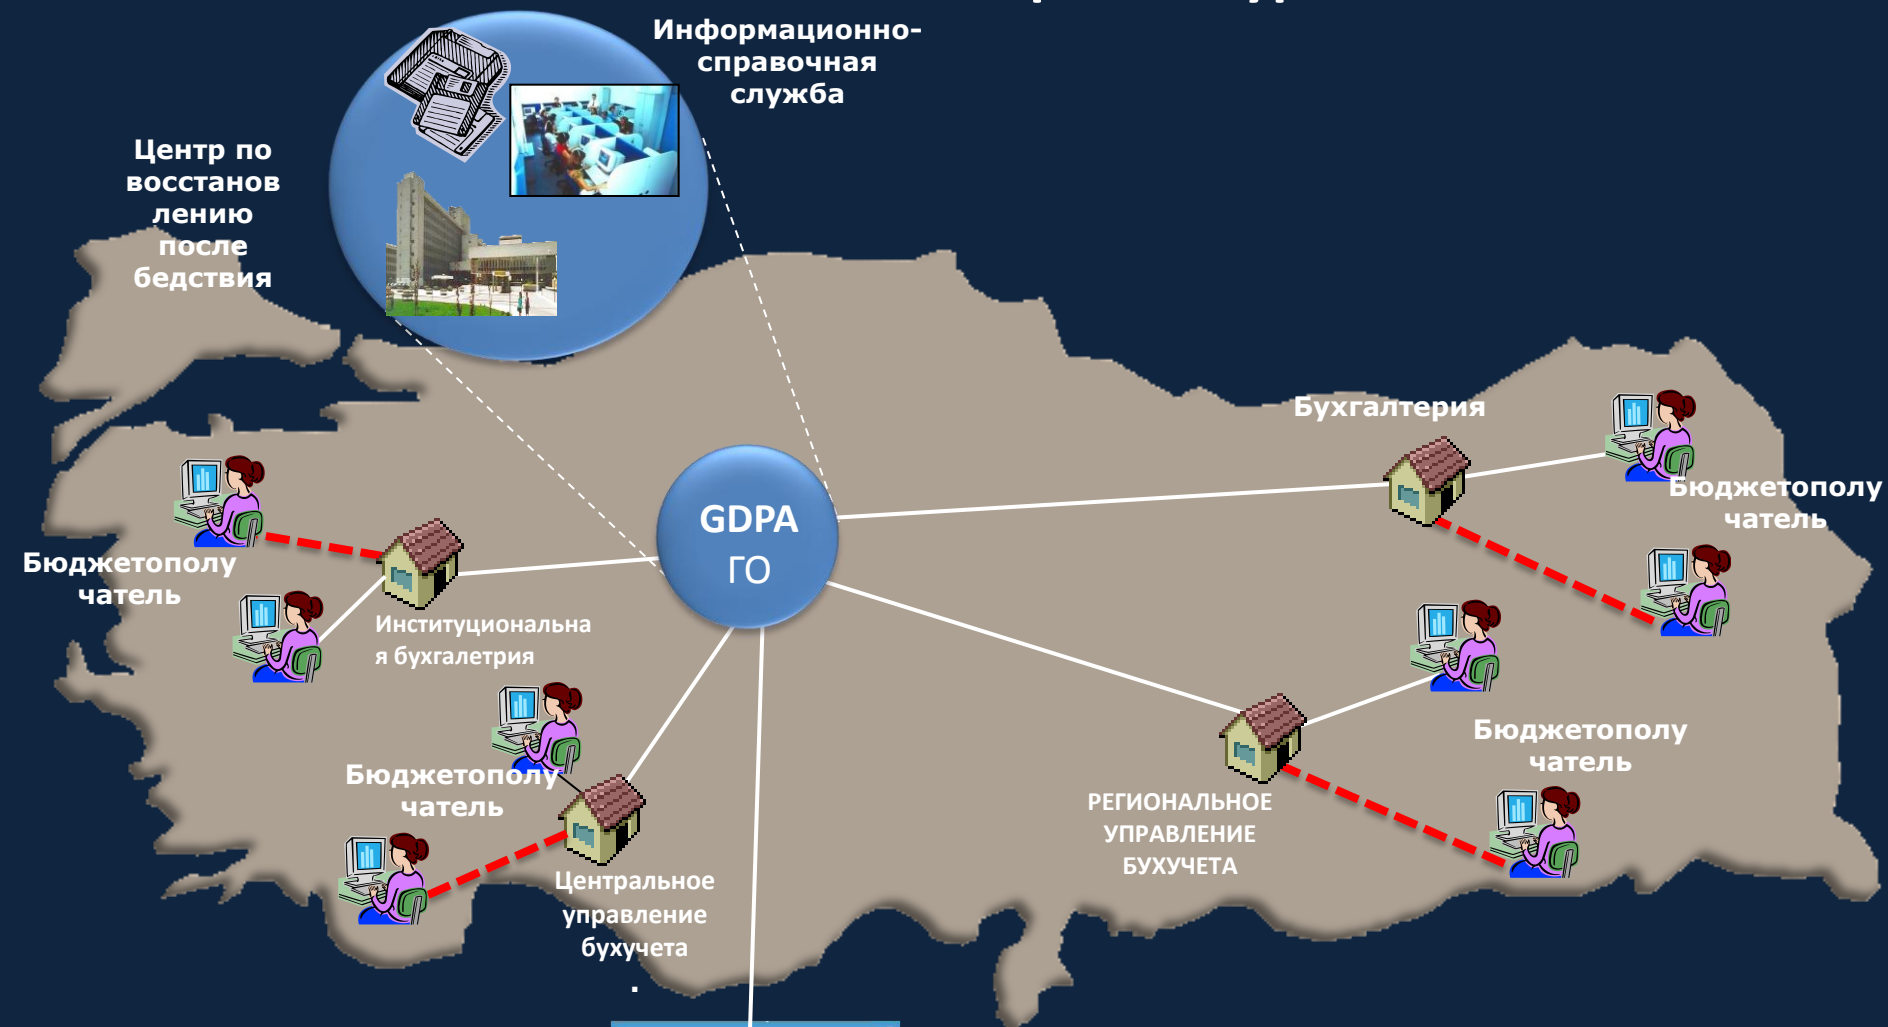 Информационно-
справочная
служба
Центр по
восстанов
лению
после
бедствия
Бухгалтерия
Бюджетополу
чатель
GDPA
ГО
Бюджетополу
чатель
Институциональна
я бухгалетрия
Бюджетополу
чатель
Бюджетополу
чатель
РЕГИОНАЛЬНОЕ
УПРАВЛЕНИЕ
БУХУЧЕТА
Центральное
управление
бухучета
.